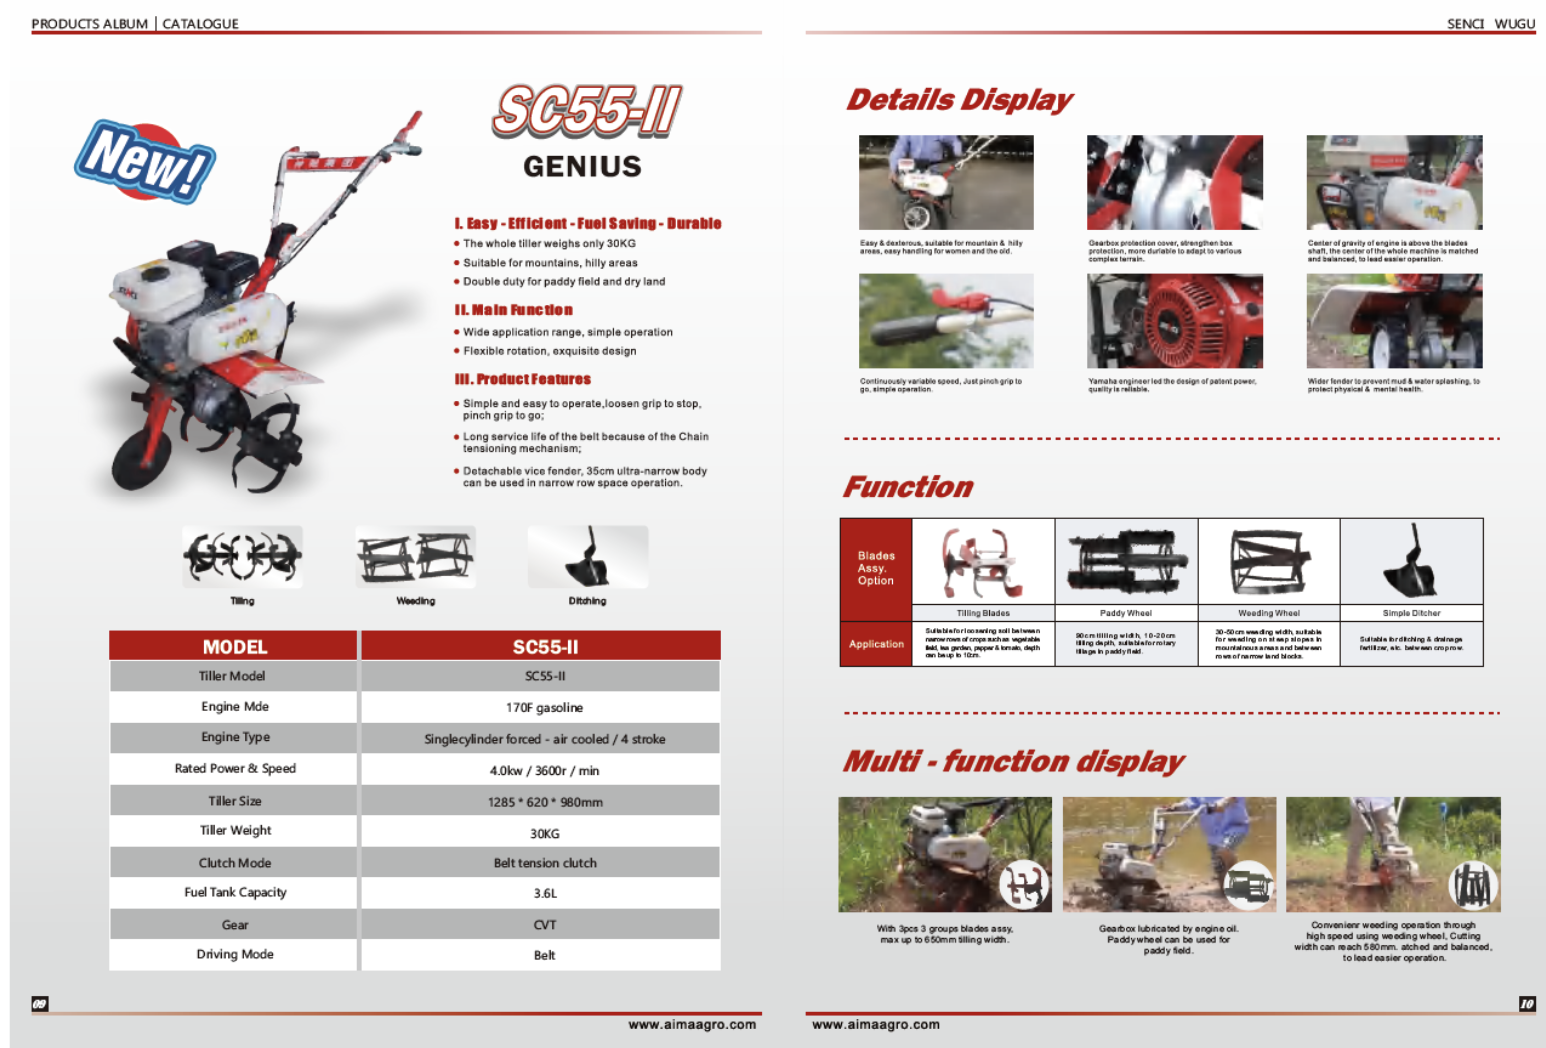 PRODUCTS ALBUM | CATALOGUE
SENCI WUGU
New!
SC55-II
GENIUS
I. Easy - Efficient - Fuel Saving - Durable
The whole tiller weighs only 30KG
Suitable for mountains, hilly areas
Double duty for paddy field and dry land
II. Main Function
Wide application range, simple operation
Flexible rotation, exquisite design
III. Product Features
Simple and easy to operate,loosen grip to stop,
pinch grip to go;
Long service life of the belt because of the Chain
tensioning mechanism;
Detachable vice fender, 35cm ultra-narrow body
can be used in narrow row space operation.
Tilling
Weeding
Ditching
MODEL SC55-II
Tiller Model SC55-II
Engine Mde 170F gasoline
Engine Type Singlecylinder forced - air cooled / 4 stroke
Rated Power & Speed 4.0kw / 3600r / min
Tiller Size 1285 * 620 * 980mm
Tiller Weight 30KG
Clutch Mode Belt tension clutch
Fuel Tank Capacity 3.6L
Gear CVT
Driving Mode Belt
09
www.aimaagro.com
Details Display
Easy & dexterous, suitable for mountain & hilly
areas, easy handling for women and the old.
Gearbox protection cover, strengthen box
protection, more durlable to adapt to various
complex terrain.
Center of gravity of engine is above the blades
shaft, the center of the whole machine is matched
and balanced, to lead easier operation.
Continuously variable speed, Just pinch grip to
go, simple operation.
Yamaha engineer led the design of patent power,
quality is reliable.
Wider fender to prevent mud & water splashing, to
protect physical & mental health.
Function
Blades
Assy.
Option
Tilling Blades
Paddy Wheel
Weeding Wheel
Simple Ditcher
Application
Suitable for loosening soil between
narrow rows of crops such as vegetable
field, tea garden, pepper & tomato, depth
can be up to 10cm.
90cm tilling width, 10-20cm
tilling depth, suitable for rotary
tillage in paddy field.
30-50cm weeding width, suitable
for weeding on steep slopes in
mountainous areas and between
rows of narrow land blocks.
Suitable for ditching & drainage
fertilizer, etc. between crop row.
Multi - function display
With 3pcs 3 groups blades assy,
max up to 650mm tilling width.
Gearbox lubricated by engine oil.
Paddy wheel can be used for
paddy field.
Convenienr weeding operation through
high speed using weeding wheel, Cutting
width can reach 580mm. atched and balanced,
to lead easier operation.
10
www.aimaagro.com